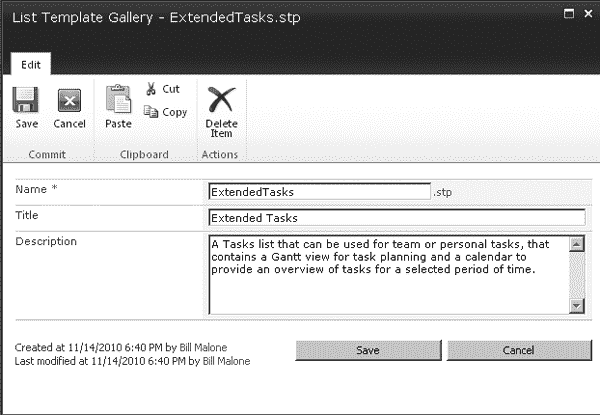 List Template Gallery - ExtendedTasks.stp
Edit
Save
Cancel
Paste
Cut
Copy
Delete
Item
Commit
Clipboard
Actions
Name *
ExtendedTasks
.stp
Title
Extended Tasks
Description
A Tasks list that can be used for team or personal tasks, that
contains a Gantt view for task planning and a calendar to
provide an overview of tasks for a selected period of time.
Created at 11/14/2010 6:40 PM by Bill Malone
Last modified at 11/14/2010 6:40 PM by Bill Malone
Save
Cancel